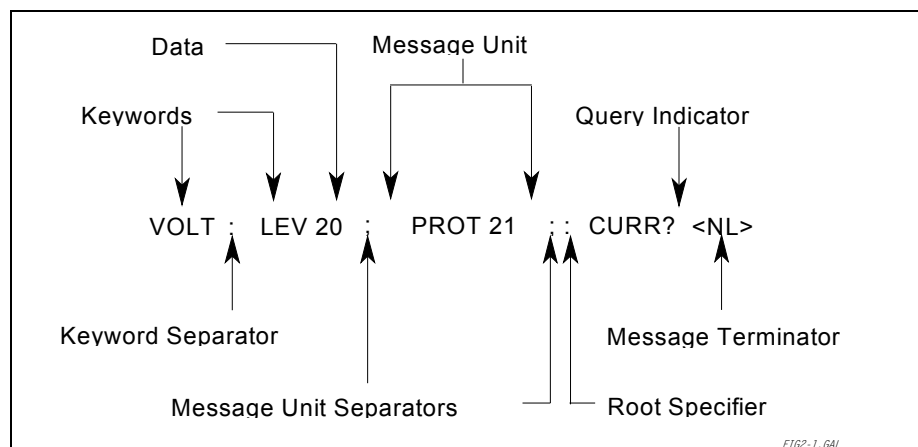 Data Message Unit
Keywords Query Indicator
VOLT : LEV 20 ; PROT 21 ; : CURR? <NL>
Keyword Separator Message Terminator
Message Unit Separators Root Specifier
FIG2-1.GAL